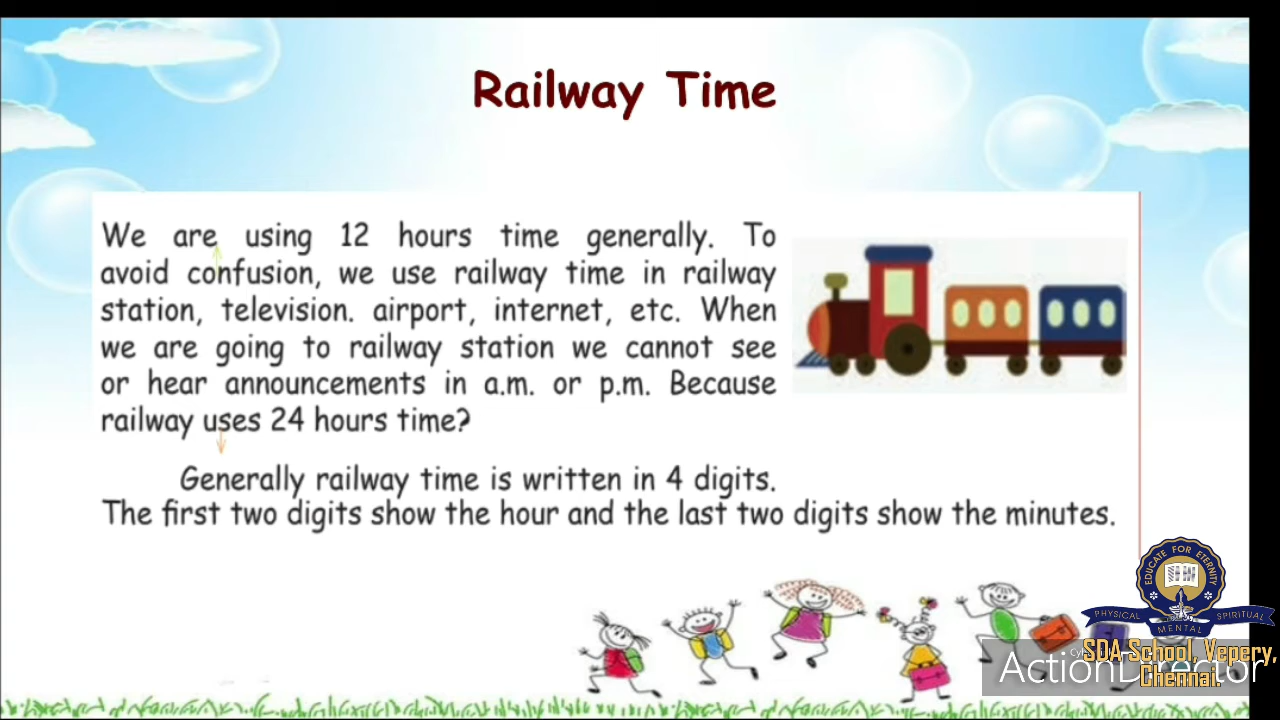 Railway Time
We are using 12 hours time generally. To
avoid confusion, we use railway time in railway
station, television. airport, internet, etc. When
we are going to railway station we cannot see
or hear announcements in a.m. or p.m. Because
railway uses 24 hours time?
Generally railway time is written in 4 digits.
The first two digits show the hour and the last two digits show the minutes.
EDUCATE FOR ETERNITY
PHYSICAL MENTAL SPIRITUAL
SDA School, Vepery,
Chennai.
ActionDirector